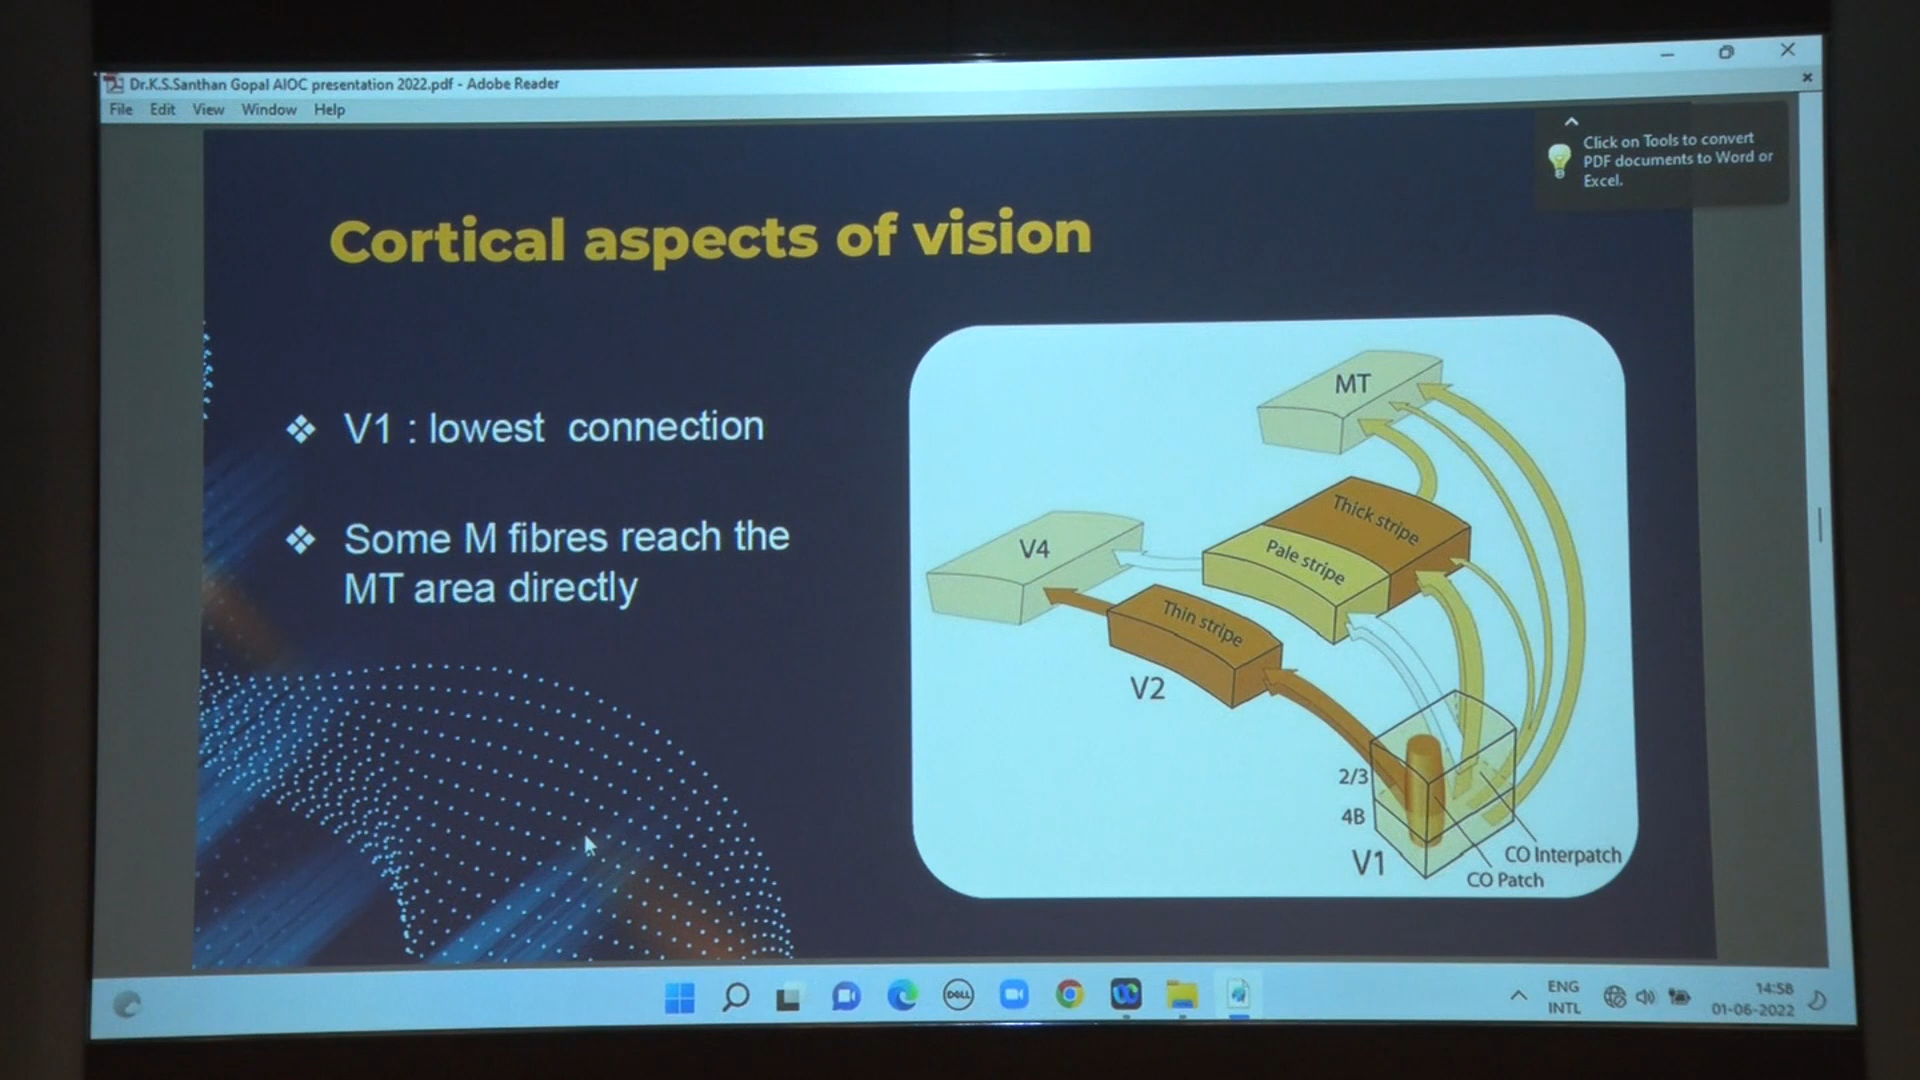 Dr.K.S.Santhan Gopal AIOC presentation 2022.pdf - Adobe Reader
File Edit View Window Help
Click on Tools to convert
PDF documents to Word or
Excel.
Cortical aspects of vision
❖ V1 : lowest connection
❖ Some M fibres reach the
MT area directly
MT
Thick stripe
Pale stripe
V4
Thin stripe
V2
2/3
4B
V1
CO Interpatch
CO Patch
DELL
ENG
INTL
14:58
01-06-2022